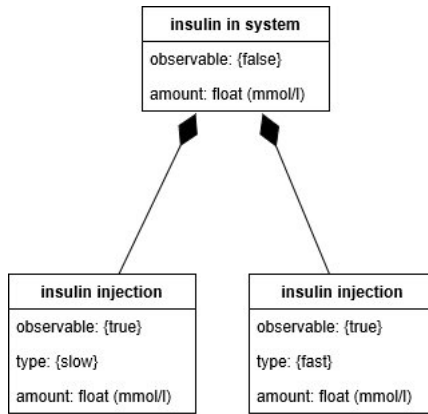 insulin in system
observable: {false}
amount: float (mmol/l)
insulin injection
observable: {true}
type: {slow}
amount: float (mmol/l)
insulin injection
observable: {true}
type: {fast}
amount: float (mmol/l)